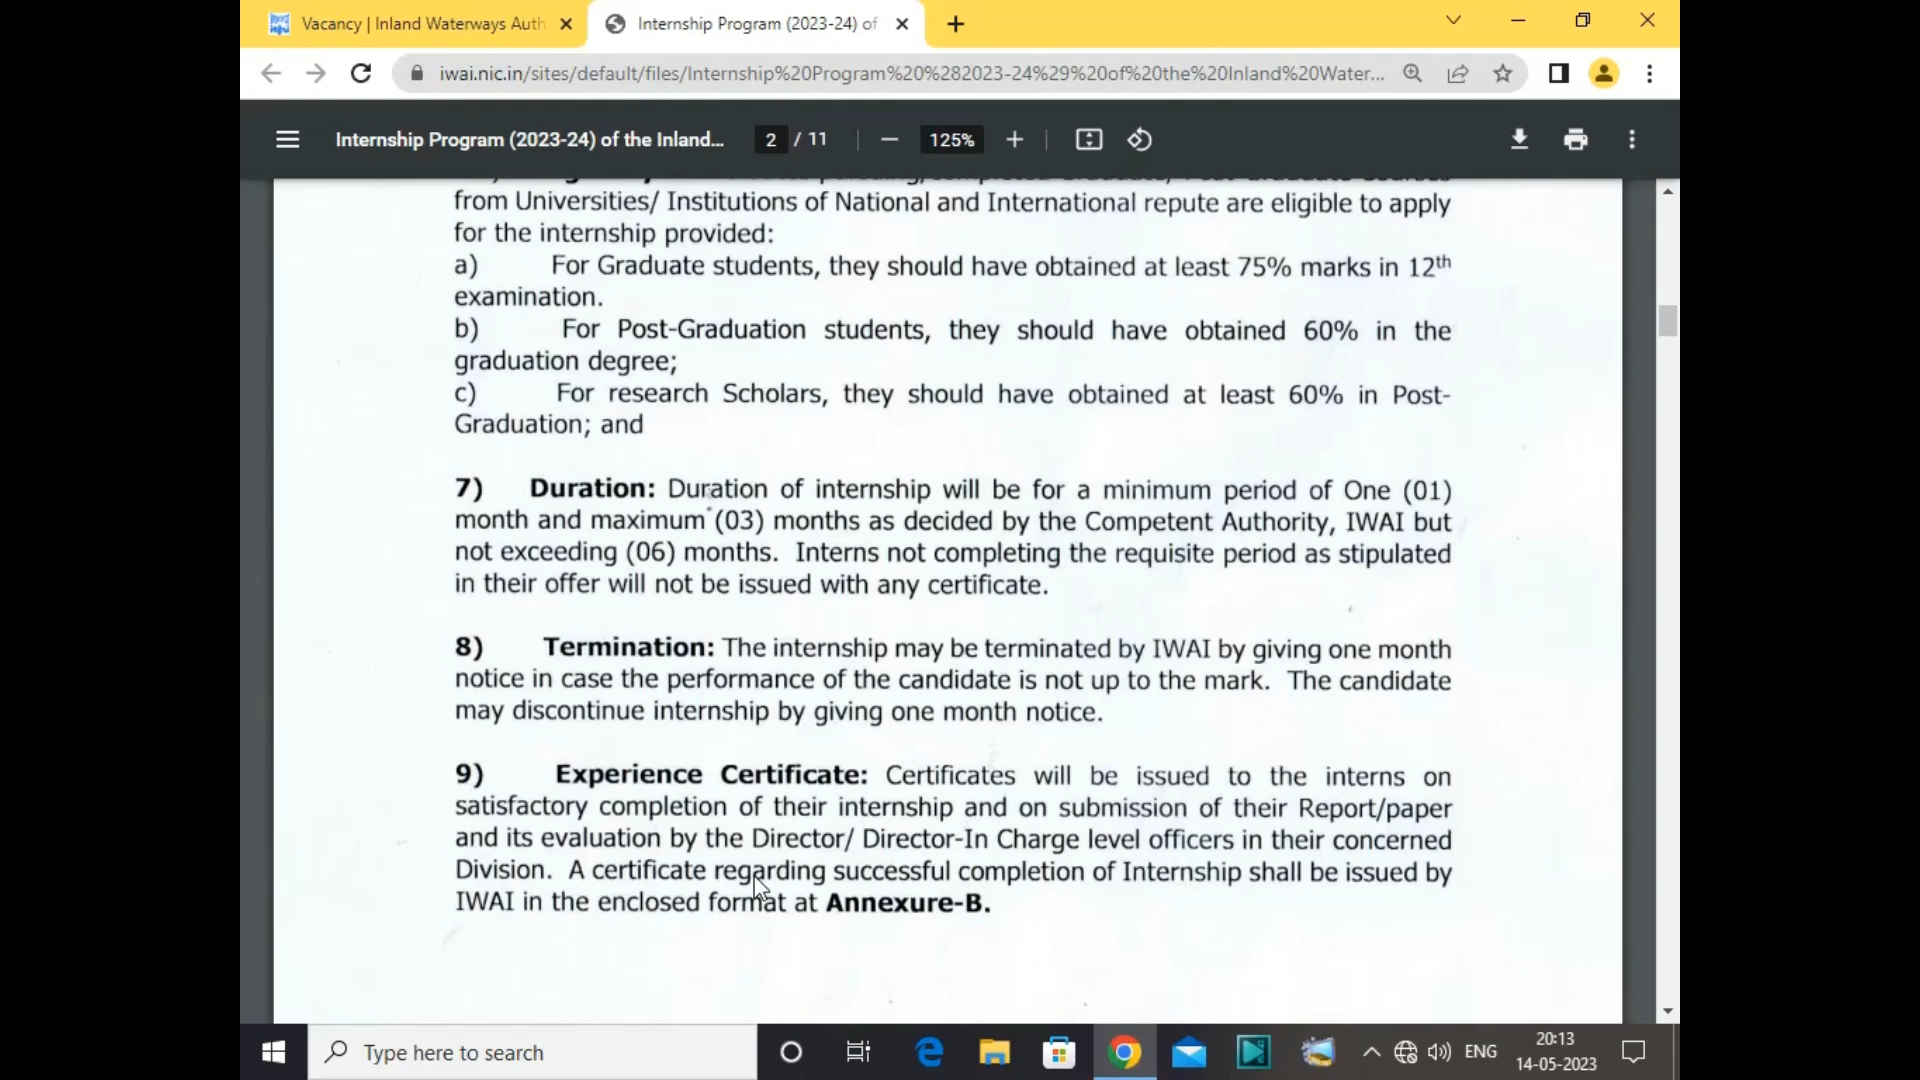 Vacancy | Inland Waterways Auth
Internship Program (2023-24) of
iwai.nic.in/sites/default/files/Internship%20Program%20%282023-24%29%20of%20the%20Inland%20Water...
Internship Program (2023-24) of the Inland...
2 / 11
125%
from Universities/ Institutions of National and International repute are eligible to apply
for the internship provided:
a) For Graduate students, they should have obtained at least 75% marks in 12th
examination.
b) For Post-Graduation students, they should have obtained 60% in the
graduation degree;
c) For research Scholars, they should have obtained at least 60% in Post-
Graduation; and
7) Duration: Duration of internship will be for a minimum period of One (01)
month and maximum (03) months as decided by the Competent Authority, IWAI but
not exceeding (06) months. Interns not completing the requisite period as stipulated
in their offer will not be issued with any certificate.
8) Termination: The internship may be terminated by IWAI by giving one month
notice in case the performance of the candidate is not up to the mark. The candidate
may discontinue internship by giving one month notice.
9) Experience Certificate: Certificates will be issued to the interns on
satisfactory completion of their internship and on submission of their Report/paper
and its evaluation by the Director/ Director-In Charge level officers in their concerned
Division. A certificate regarding successful completion of Internship shall be issued by
IWAI in the enclosed format at Annexure-B.
Type here to search
ENG
20:13
14-05-2023